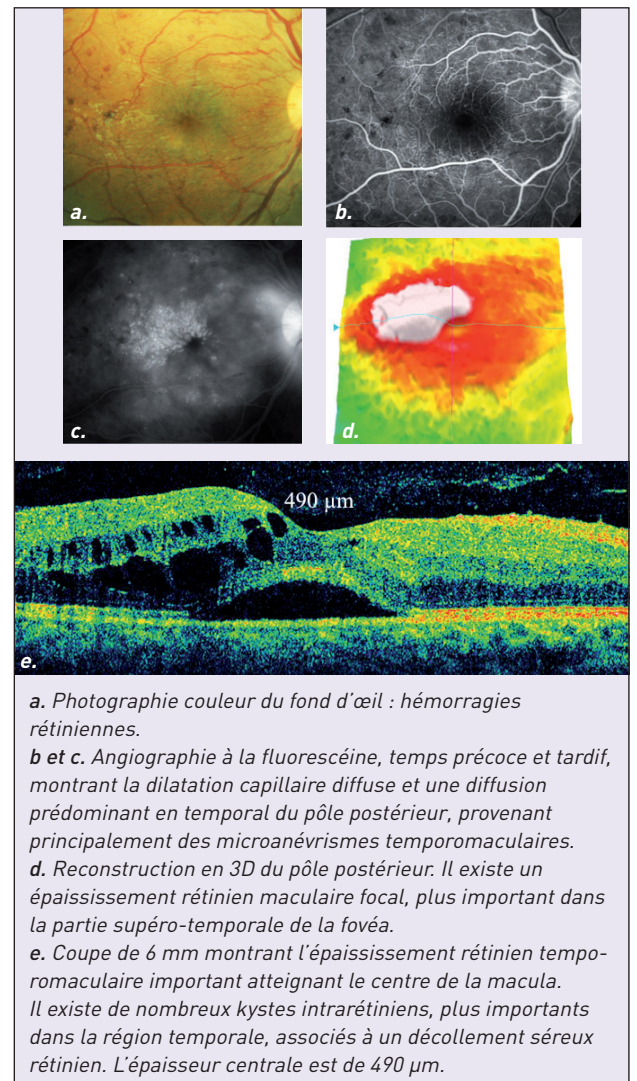 a.
b.
c.
d.
490 µm
e.
a. Photographie couleur du fond d'œil : hémorragies
rétiniennes.
b et c. Angiographie à la fluorescéine, temps précoce et tardif,
montrant la dilatation capillaire diffuse et une diffusion
prédominant en temporal du pôle postérieur, provenant
principalement des microanévrismes temporomaculaires.
d. Reconstruction en 3D du pôle postérieur. Il existe un
épaississement rétinien maculaire focal, plus important dans
la partie supéro-temporale de la fovéa.
e. Coupe de 6 mm montrant l'épaississement rétinien tempo-
romaculaire important atteignant le centre de la macula.
Il existe de nombreux kystes intrarétiniens, plus importants
dans la région temporale, associés à un décollement séreux
rétinien. L'épaisseur centrale est de 490 µm.